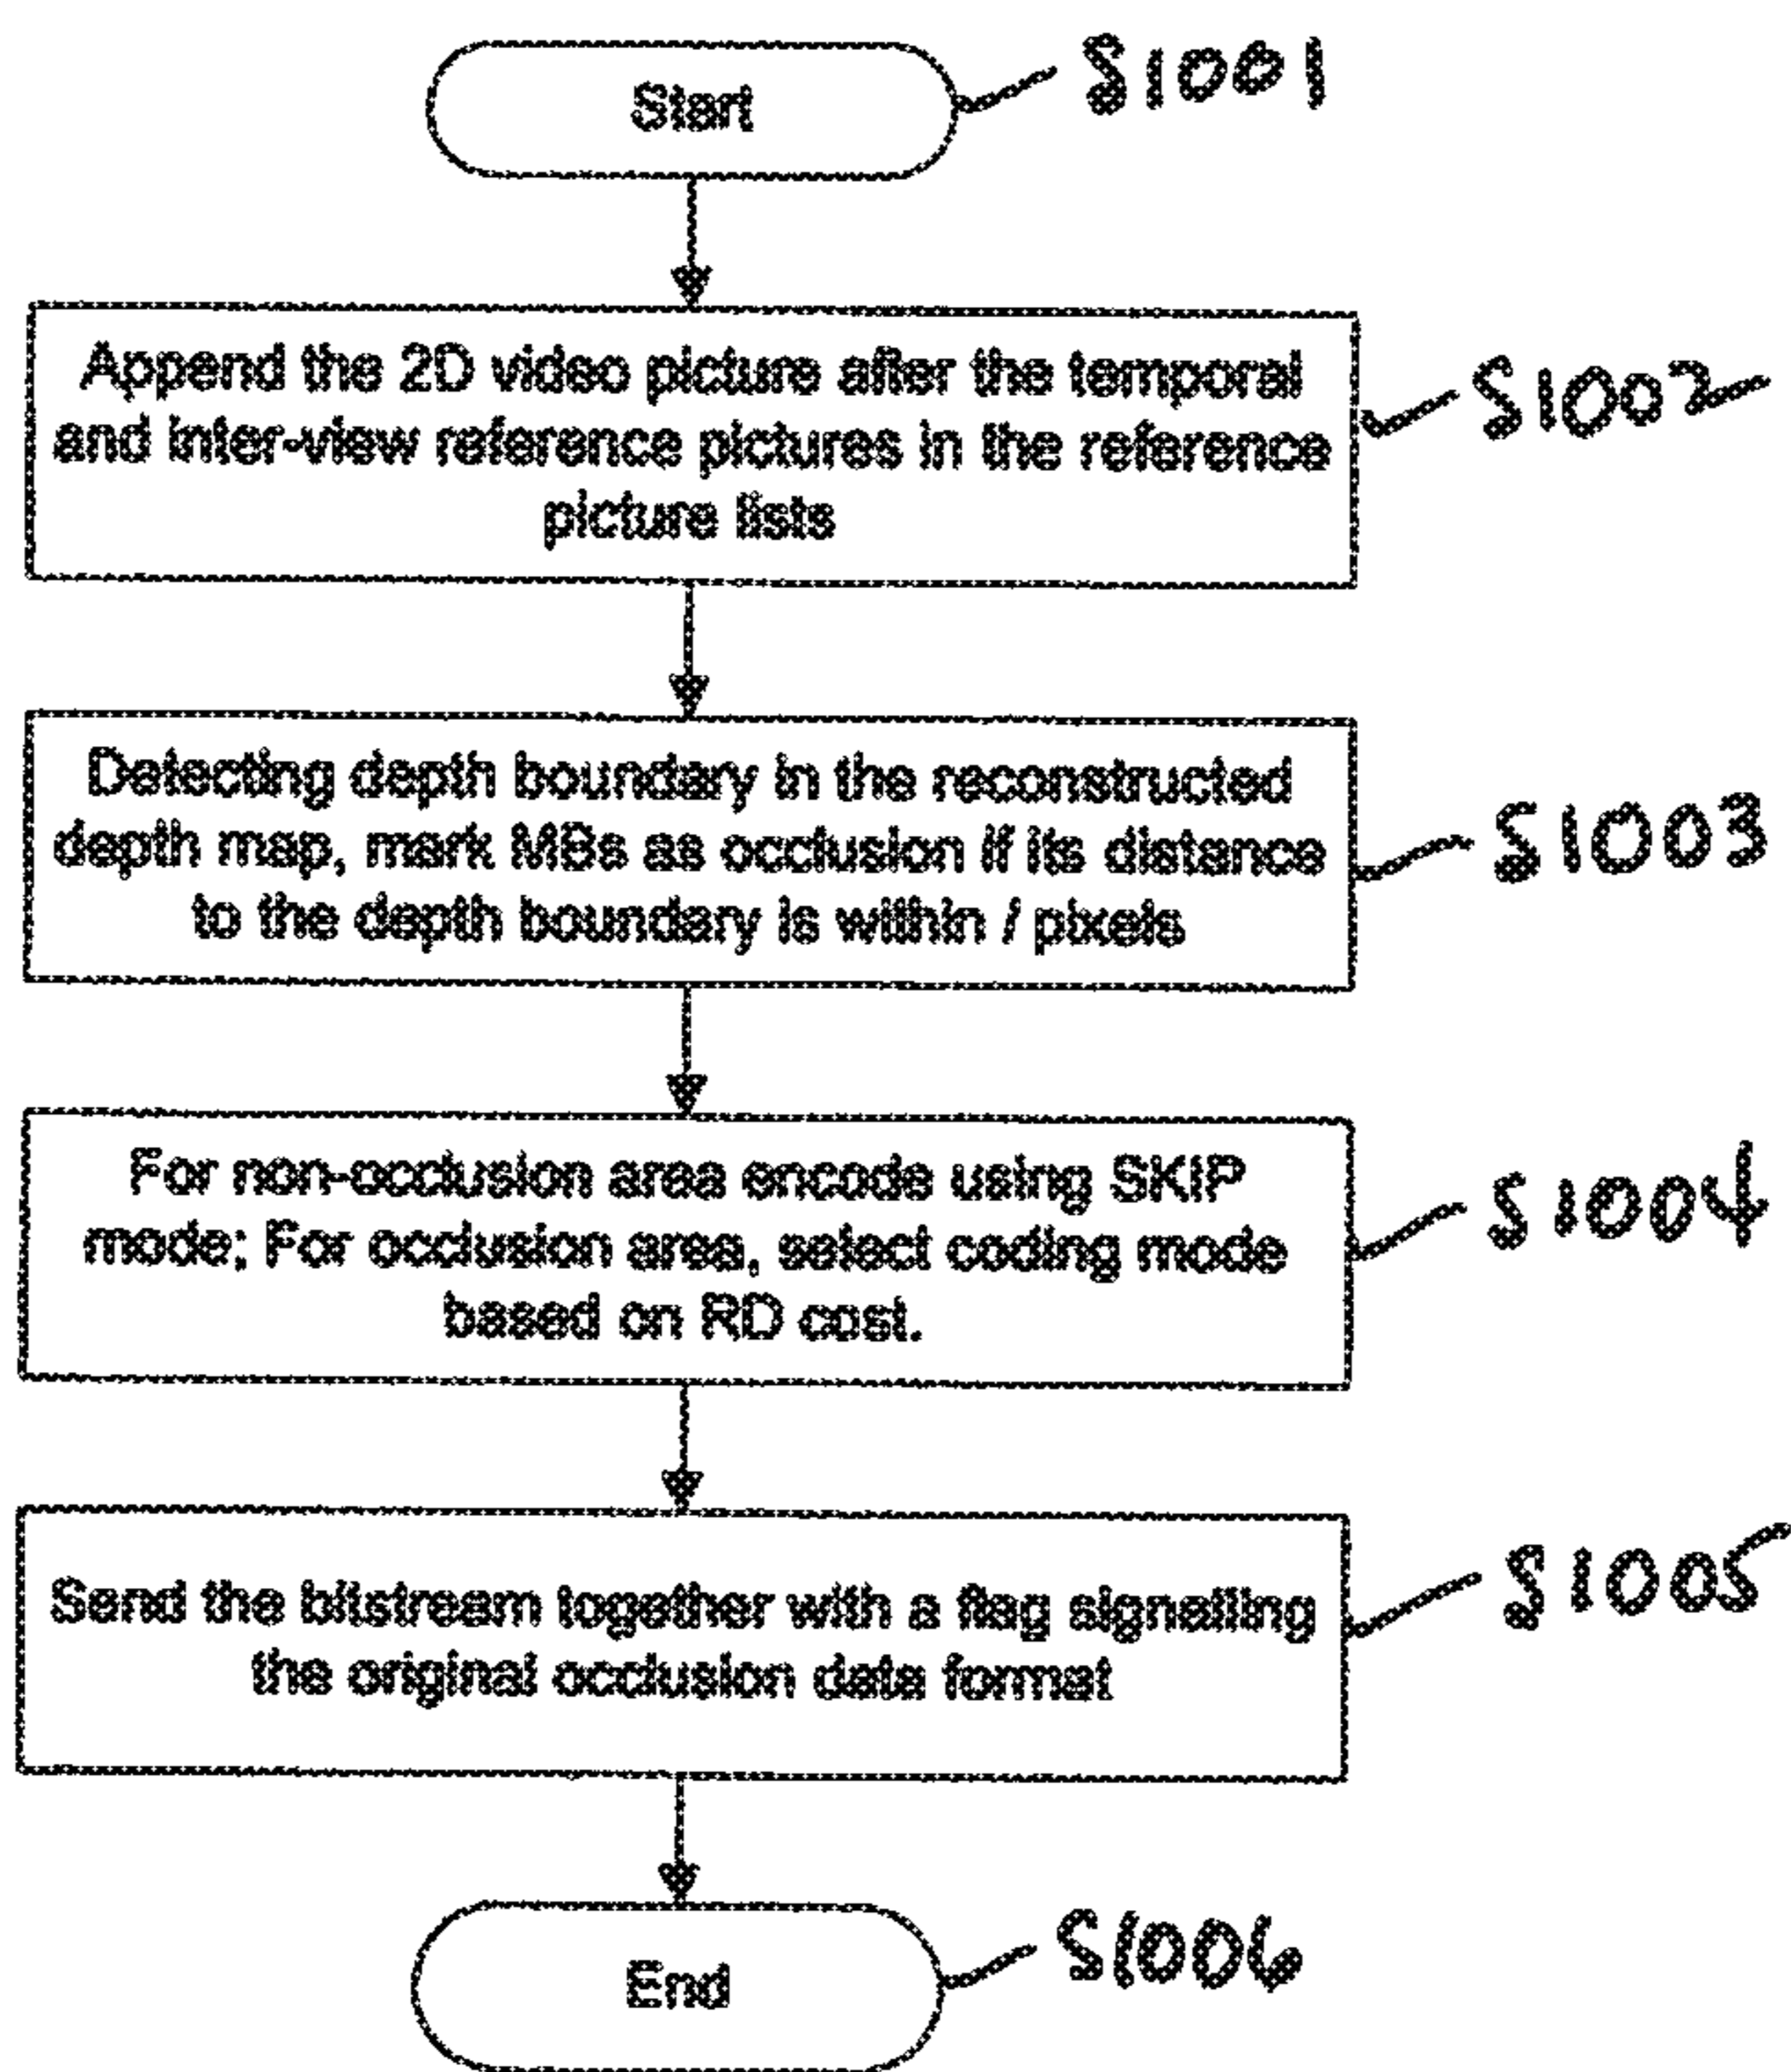 Start
S1001
Append the 2D video picture after the temporal
and inter-view reference pictures in the reference
picture lists
S1002
Detecting depth boundary in the reconstructed
depth map, mark MBs as occlusion if its distance
to the depth boundary is within l pixels
S1003
For non-occlusion area encode using SKIP
mode; For occlusion area, select coding mode
based on RD cost.
S1004
Send the bitstream together with a flag signalling
the original occlusion data format
S1005
End
S1006